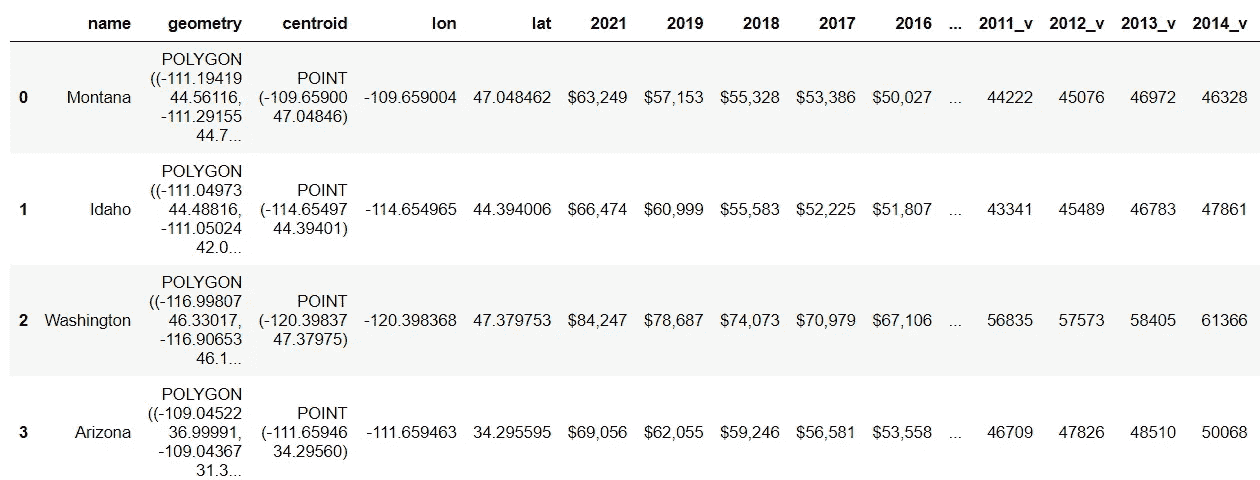 name geometry centroid lon lat 2021 2019 2018 2017 2016 ... 2011_v 2012_v 2013_v 2014_v
POLYGON
((-111.19419 POINT
0 Montana 44.56116, (-109.65900 -109.659004 47.048462 $63,249 $57,153 $55,328 $53,386 $50,027 ... 44222 45076 46972 46328
-111.29155 47.04846)
44.7...
POLYGON
((-111.04973 POINT
1 Idaho 44.48816, (-114.65497 -114.654965 44.394006 $66,474 $60,999 $55,583 $52,225 $51,807 ... 43341 45489 46783 47861
-111.05024 44.39401)
42.0...
POLYGON
((-116.99807 POINT
2 Washington 46.33017, (-120.39837 -120.398368 47.379753 $84,247 $78,687 $74,073 $70,979 $67,106 ... 56835 57573 58405 61366
-116.90653 47.37975)
46.1...
POLYGON
((-109.04522 POINT
3 Arizona 36.99991, (-111.65946 -111.659463 34.295595 $69,056 $62,055 $59,246 $56,581 $53,558 ... 46709 47826 48510 50068
-109.04367 34.29560)
31.3...